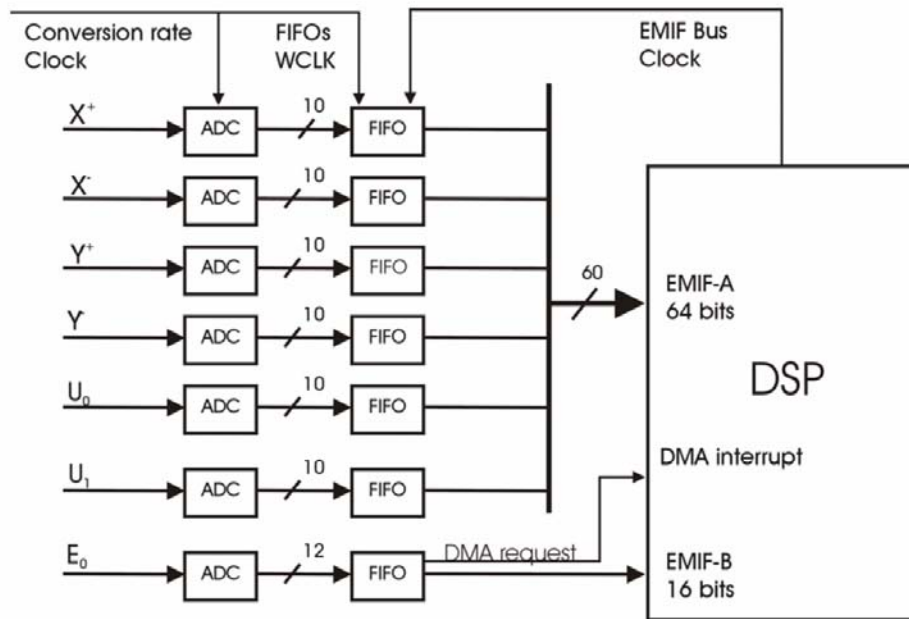 Conversion rate
Clock
FIFOs
WCLK
EMIF Bus
Clock
X+ ADC 10 FIFO
X- ADC 10 FIFO
Y+ ADC 10 FIFO
Y- ADC 10 FIFO
U0 ADC 10 FIFO
U1 ADC 10 FIFO
E0 ADC 12 FIFO
60
EMIF-A
64 bits
DSP
DMA interrupt
DMA request
EMIF-B
16 bits